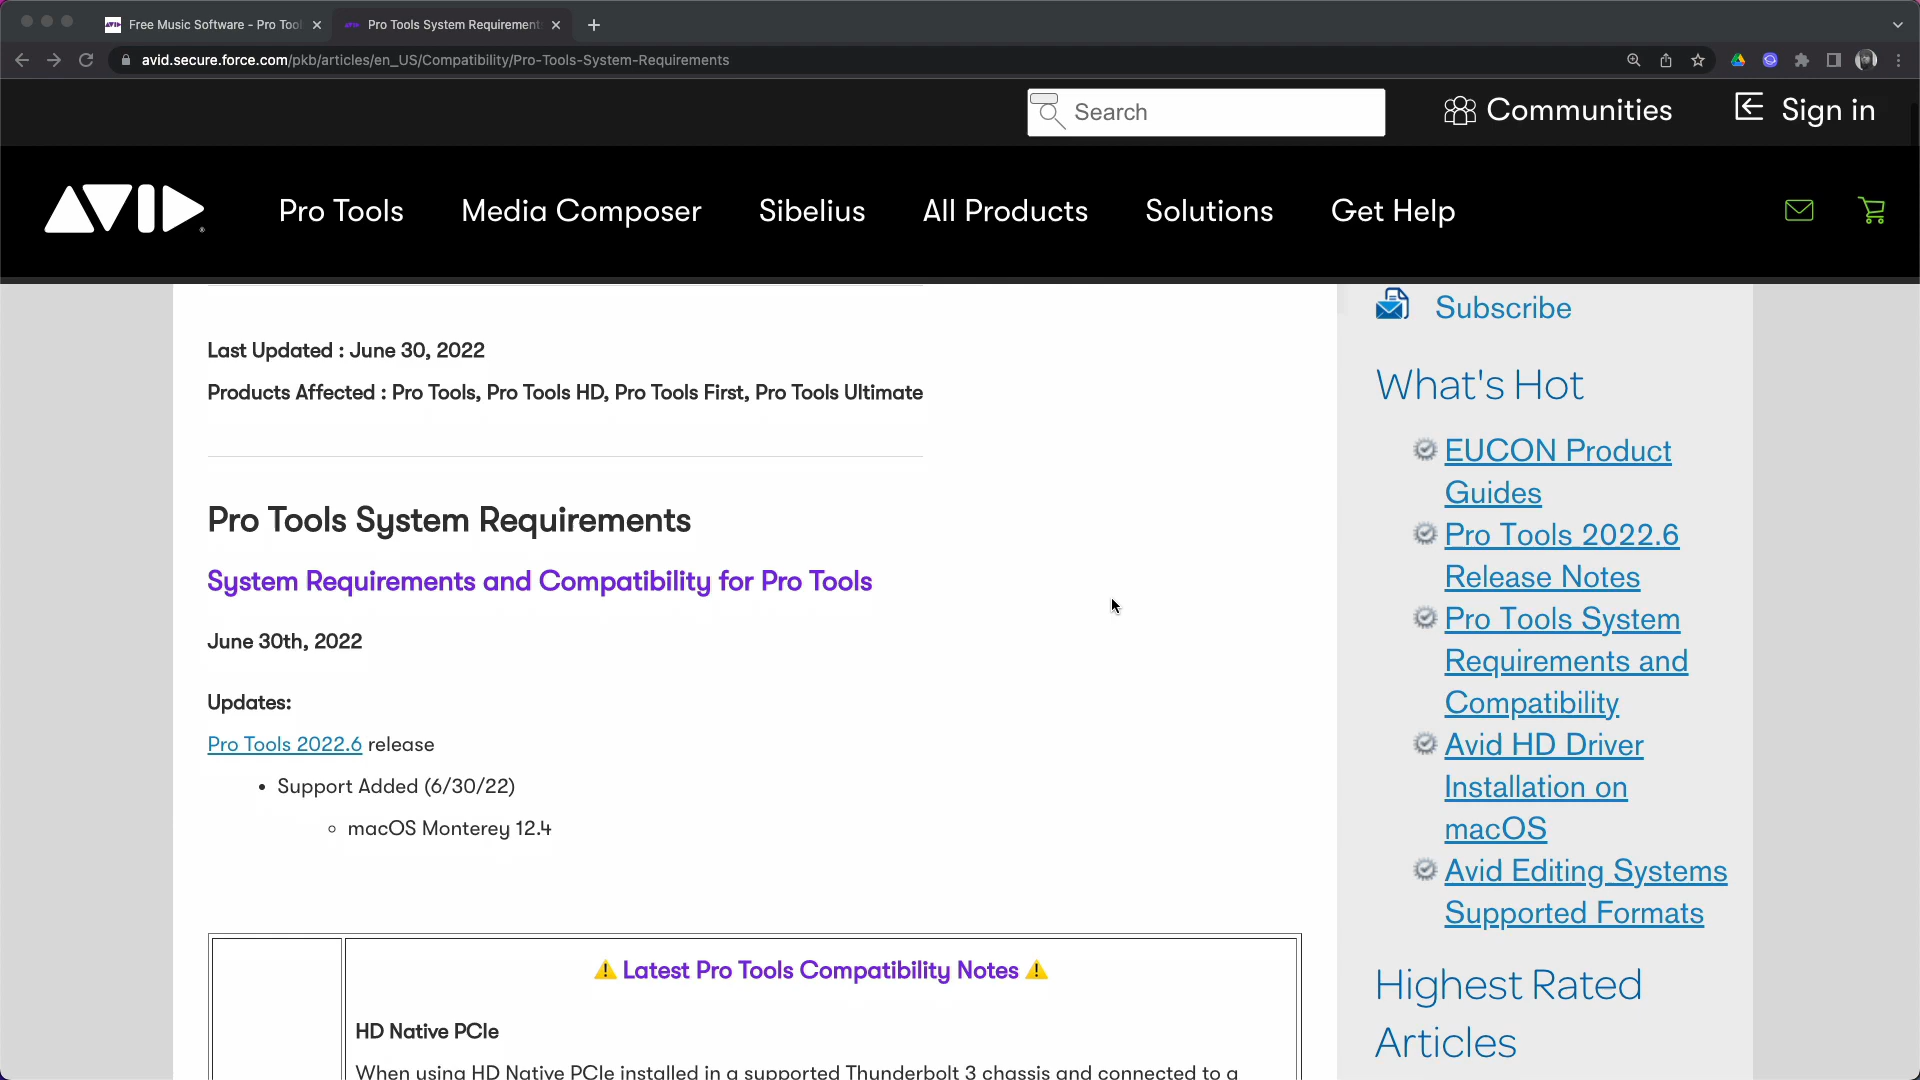 Free Music Software - Pro Tool
Pro Tools System Requirement
avid.secure.force.com/pkb/articles/en_US/Compatibility/Pro-Tools-System-Requirements
Search
Communities
Sign in
AVID
Pro Tools
Media Composer
Sibelius
All Products
Solutions
Get Help
Last Updated : June 30, 2022
Products Affected : Pro Tools, Pro Tools HD, Pro Tools First, Pro Tools Ultimate
Pro Tools System Requirements
System Requirements and Compatibility for Pro Tools
June 30th, 2022
Updates:
Pro Tools 2022.6 release
• Support Added (6/30/22)
◦ macOS Monterey 12.4
⚠ Latest Pro Tools Compatibility Notes ⚠
HD Native PCIe
When using HD Native PCIe installed in a supported Thunderbolt 3 chassis and connected to a
Subscribe
What's Hot
EUCON Product
Guides
Pro Tools 2022.6
Release Notes
Pro Tools System
Requirements and
Compatibility
Avid HD Driver
Installation on
macOS
Avid Editing Systems
Supported Formats
Highest Rated
Articles